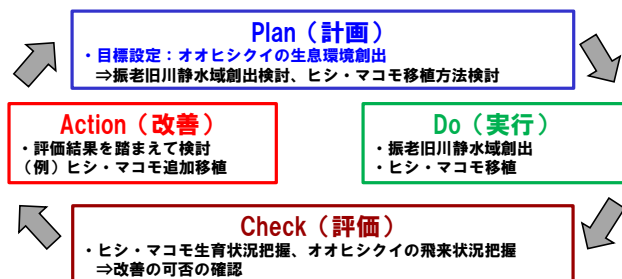 Plan（計画）
・目標設定：オオヒシクイの生息環境創出
⇒振老旧川静水域創出検討、ヒシ・マコモ移植方法検討
Action（改善）
・評価結果を踏まえて検討
（例）ヒシ・マコモ追加移植
Do（実行）
・振老旧川静水域創出
・ヒシ・マコモ移植
Check（評価）
・ヒシ・マコモ生育状況把握、オオヒシクイの飛来状況把握
⇒改善の可否の確認